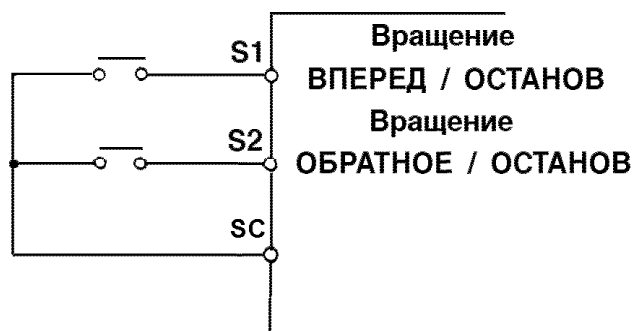 S1
Вращение
ВПЕРЕД / ОСТАНОВ
S2
Вращение
ОБРАТНОЕ / ОСТАНОВ
SC